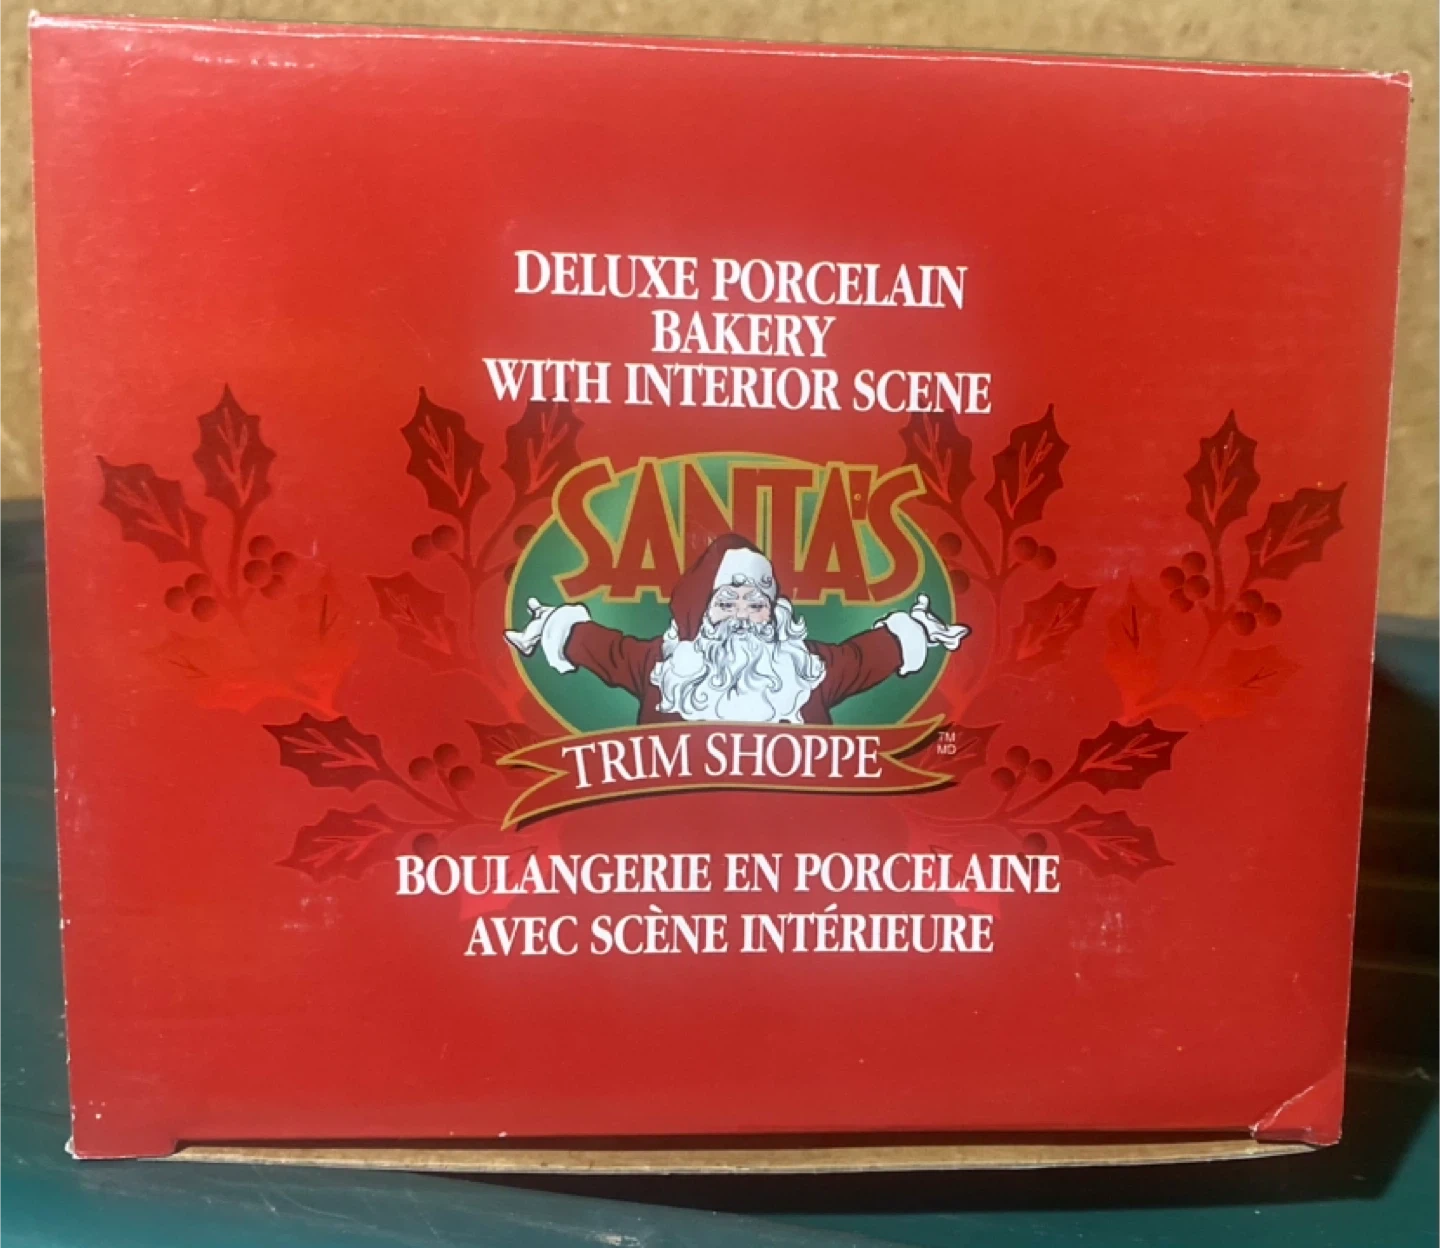 DELUXE PORCELAIN
BAKERY
WITH INTERIOR SCENE
SANTA'S
TRIM SHOPPE
TM
MD
BOULANGERIE EN PORCELAINE
AVEC SCÈNE INTÉRIEURE